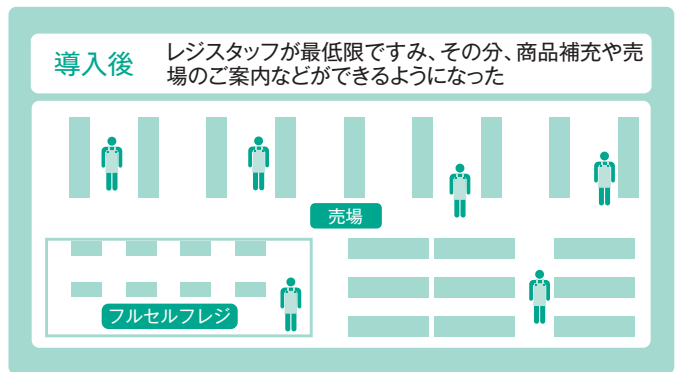 導入後
レジスタッフが最低限ですみ、その分、商品補充や売
場のご案内などができるようになった
売場
フルセルフレジ